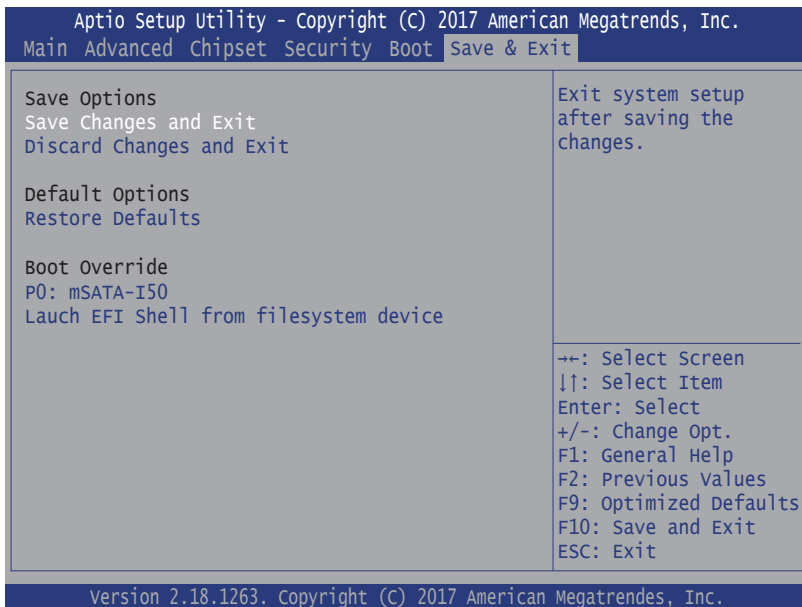 Aptio Setup Utility - Copyright (C) 2017 American Megatrends, Inc.
Main Advanced Chipset Security Boot Save & Exit
Save Options
Save Changes and Exit
Discard Changes and Exit
Default Options
Restore Defaults
Boot Override
P0: mSATA-I50
Lauch EFI Shell from filesystem device
Exit system setup
after saving the
changes.
→←: Select Screen
↓↑: Select Item
Enter: Select
+/-: Change Opt.
F1: General Help
F2: Previous Values
F9: Optimized Defaults
F10: Save and Exit
ESC: Exit
Version 2.18.1263. Copyright (C) 2017 American Megatrendes, Inc.